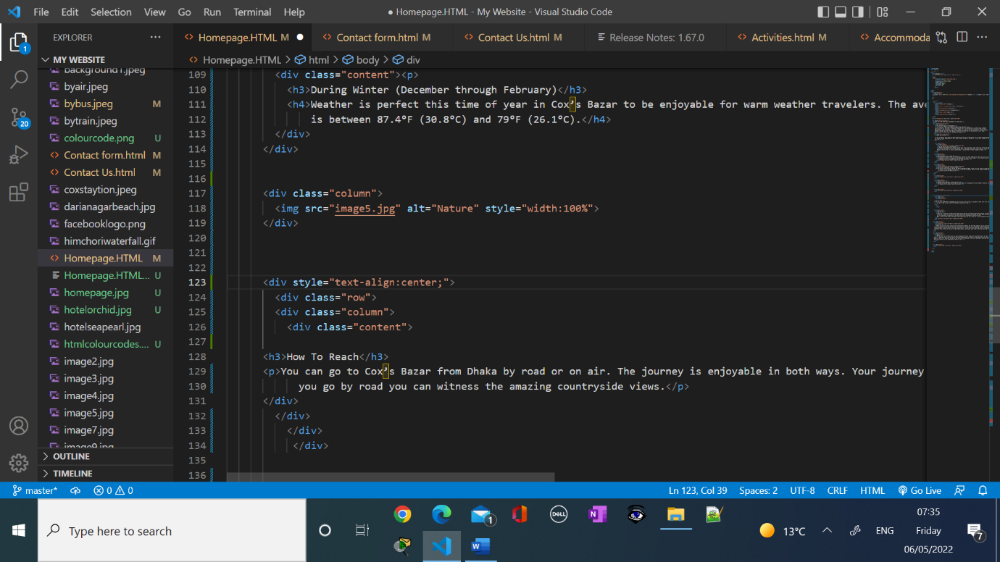 File Edit Selection View Go Run Terminal Help
● Homepage.HTML - My Website - Visual Studio Code
EXPLORER
Homepage.HTML M
Contact form.html M
Contact Us.html M
Release Notes: 1.67.0
Activities.html M
Accommoda
1
MY WEBSITE
Homepage.HTML > html > body > div
background1.jpeg
byair.jpeg
bybus.jpeg M
bytrain.jpeg
20
colourcode.png U
Contact form.html M
Contact Us.html M
coxstaytion.jpeg
darianagarbeach.jpg
facebooklogo.png
himchoriwaterfall.gif
Homepage.HTML M
Homepage.HTML... U
homepage.jpg U
hotelorchid.jpg U
hotelseapearl.jpg
htmlcolourcodes.... U
image2.jpg
image3.jpg
image4.jpg
image5.jpg
image7.jpg
image9.jpg
OUTLINE
TIMELINE
109 <div class="content"><p>
110 <h3>During Winter (December through February)</h3>
111 <h4>Weather is perfect this time of year in Cox’s Bazar to be enjoyable for warm weather travelers. The ave
112 is between 87.4°F (30.8°C) and 79°F (26.1°C).</h4>
113 </div>
114 </div>
115
116
117 <div class="column">
118 <img src="image5.jpg" alt="Nature" style="width:100%">
119 </div>
120
121
122
123 <div style="text-align:center;">
124 <div class="row">
125 <div class="column">
126 <div class="content">
127
128 <h3>How To Reach</h3>
129 <p>You can go to Cox’s Bazar from Dhaka by road or on air. The journey is enjoyable in both ways. Your journey
130 you go by road you can witness the amazing countryside views.</p>
131 </div>
132 </div>
133 </div>
134 </div>
135
136
master* 0 0 Ln 123, Col 39 Spaces: 2 UTF-8 CRLF HTML Go Live
Type here to search
DELL
1
13°C
ENG
07:35
Friday
06/05/2022
7